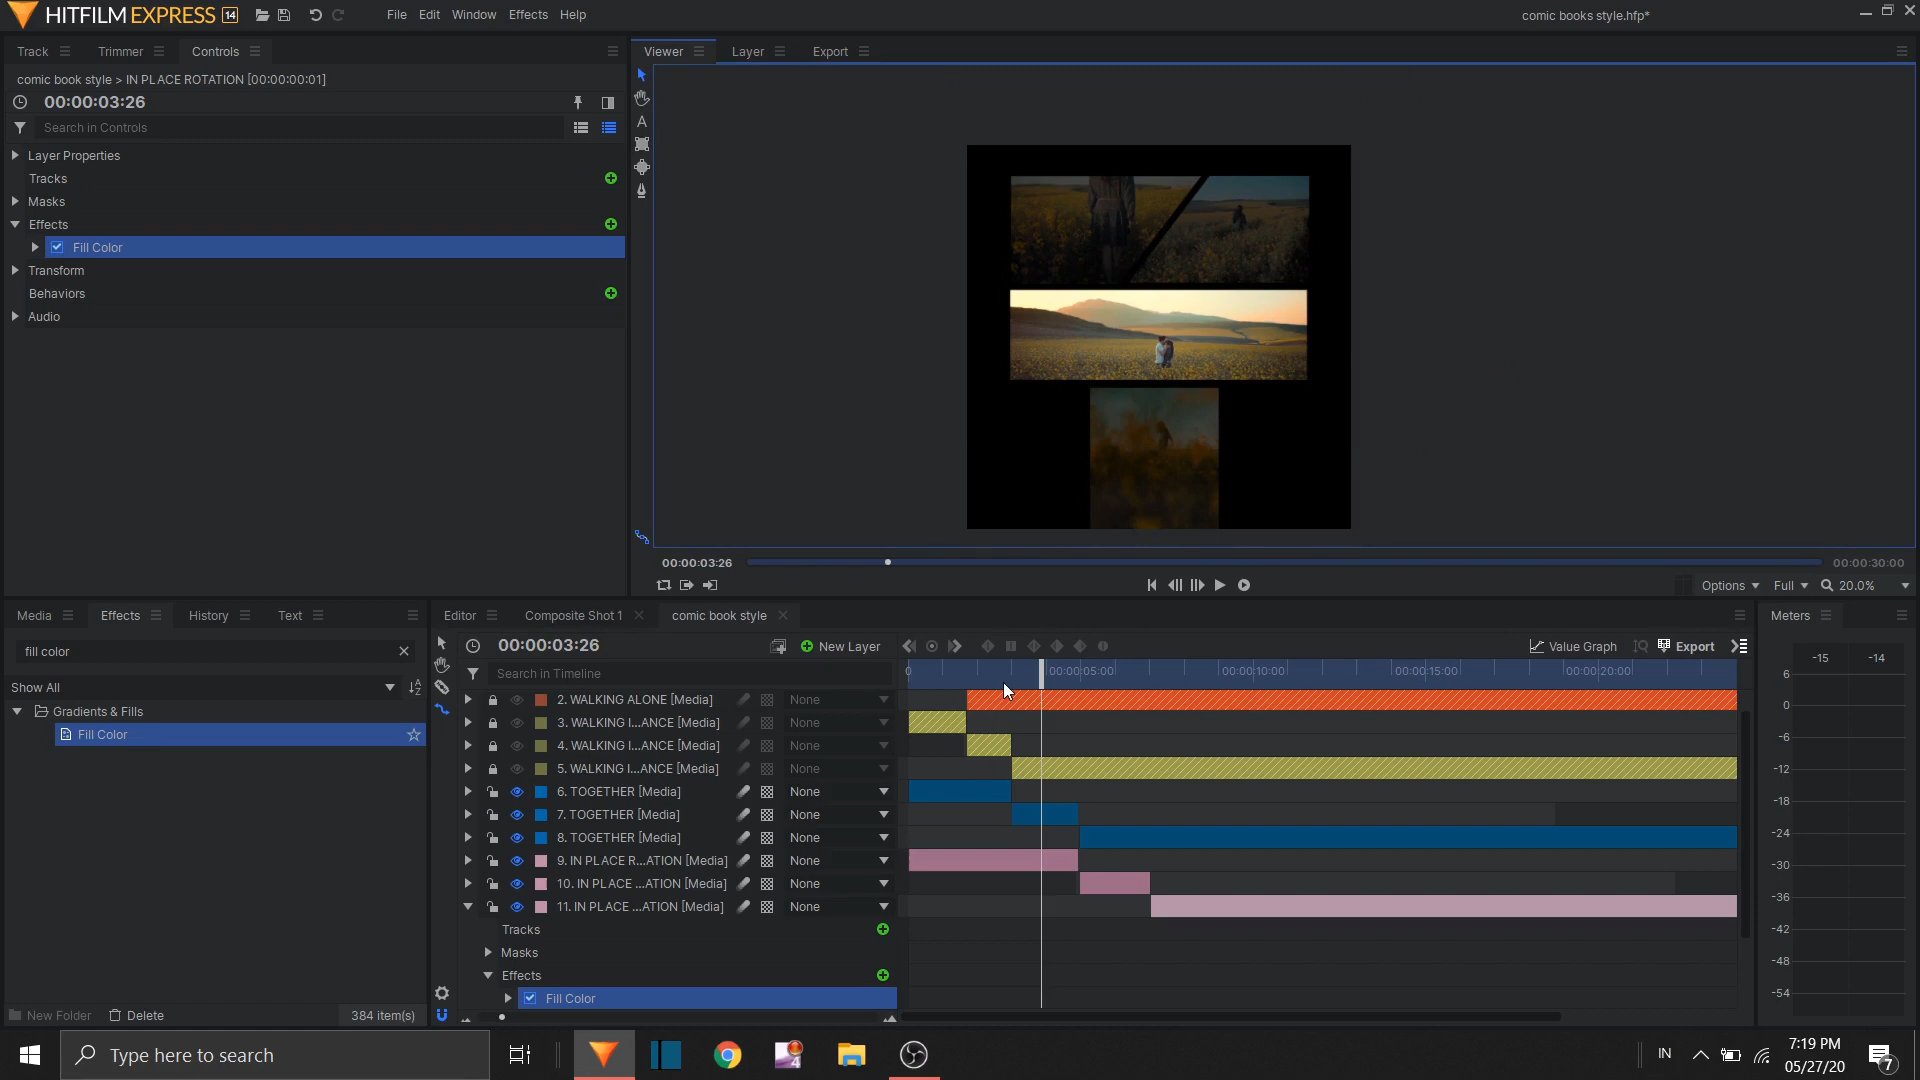 HITFILM EXPRESS 14 File Edit Window Effects Help comic books style.hfp*
Track Trimmer Controls Viewer Layer Export
comic book style > IN PLACE ROTATION [00:00:00:01]
00:00:03:26
Search in Controls
A
Layer Properties
Tracks
Masks
Effects
Fill Color
Transform
Behaviors
Audio
00:00:03:26 00:00:30:00
Options Full 20.0%
Media Effects History Text
fill color
Show All
Gradients & Fills
Fill Color
New Folder Delete 384 item(s)
Editor Composite Shot 1 comic book style
00:00:03:26 New Layer Value Graph Export
Search in Timeline
0 00:00:05:00 00:00:10:00 00:00:15:00 00:00:20:00
2. WALKING ALONE [Media] None
3. WALKING I...ANCE [Media] None
4. WALKING I...ANCE [Media] None
5. WALKING I...ANCE [Media] None
6. TOGETHER [Media] None
7. TOGETHER [Media] None
8. TOGETHER [Media] None
9. IN PLACE R...ATION [Media] None
10. IN PLACE ...ATION [Media] None
11. IN PLACE ...ATION [Media] None
Tracks
Masks
Effects
Fill Color
Meters
-15 -14
6
0
-6
-12
-18
-24
-30
-36
-42
-48
-54
Type here to search
4
IN
7:19 PM
05/27/20
7